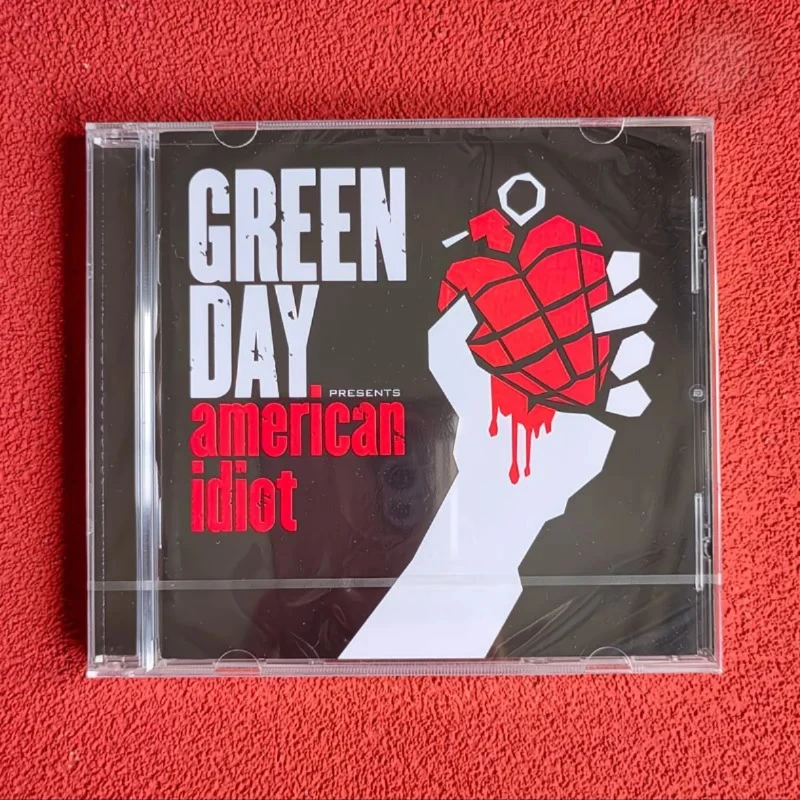 GREEN
DAY
PRESENTS
american
idiot